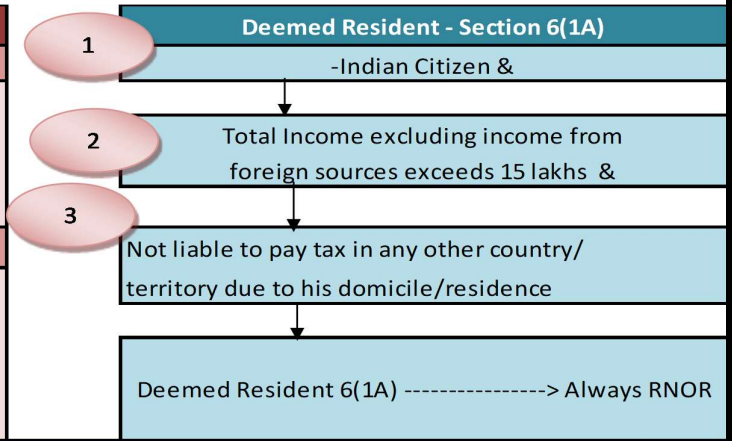 Deemed Resident - Section 6(1A)
1
-Indian Citizen &
2
Total Income excluding income from
foreign sources exceeds 15 lakhs &
3
Not liable to pay tax in any other country/
territory due to his domicile/residence
Deemed Resident 6(1A) ----------------> Always RNOR